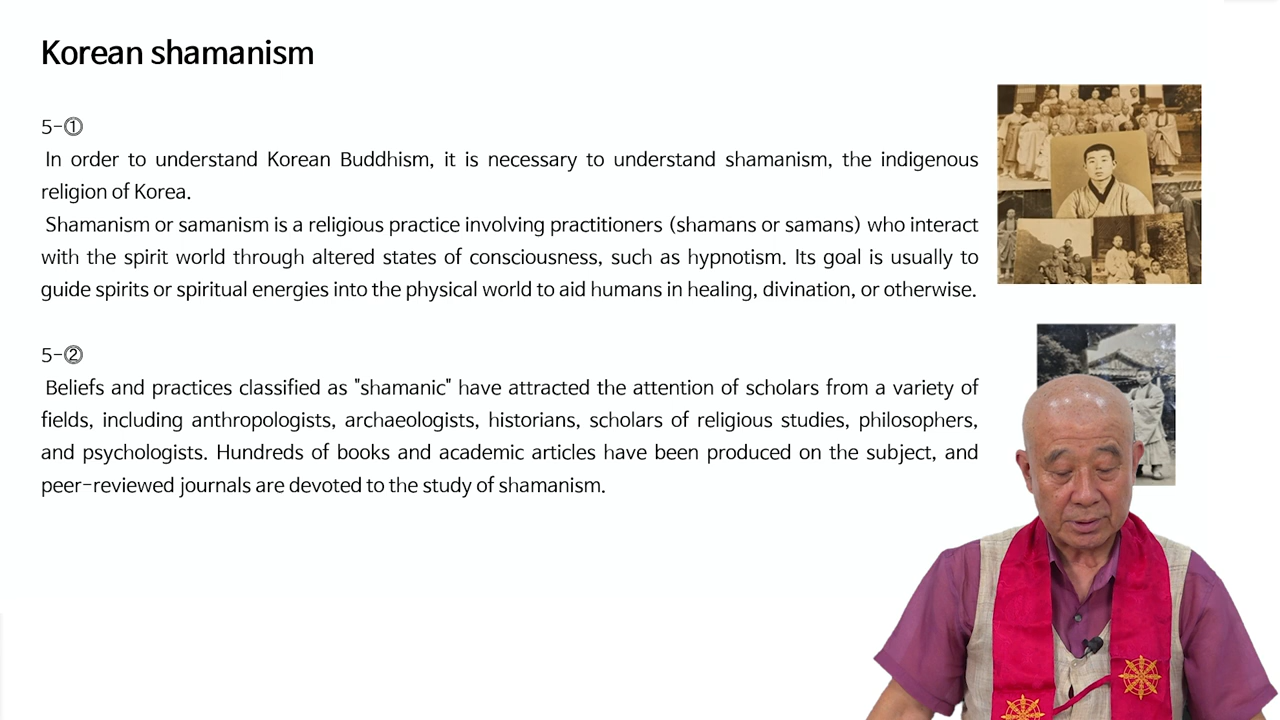 Korean shamanism
5-①
In order to understand Korean Buddhism, it is necessary to understand shamanism, the indigenous
religion of Korea.
Shamanism or samanism is a religious practice involving practitioners (shamans or samans) who interact
with the spirit world through altered states of consciousness, such as hypnotism. Its goal is usually to
guide spirits or spiritual energies into the physical world to aid humans in healing, divination, or otherwise.
5-②
Beliefs and practices classified as "shamanic" have attracted the attention of scholars from a variety of
fields, including anthropologists, archaeologists, historians, scholars of religious studies, philosophers,
and psychologists. Hundreds of books and academic articles have been produced on the subject, and
peer-reviewed journals are devoted to the study of shamanism.